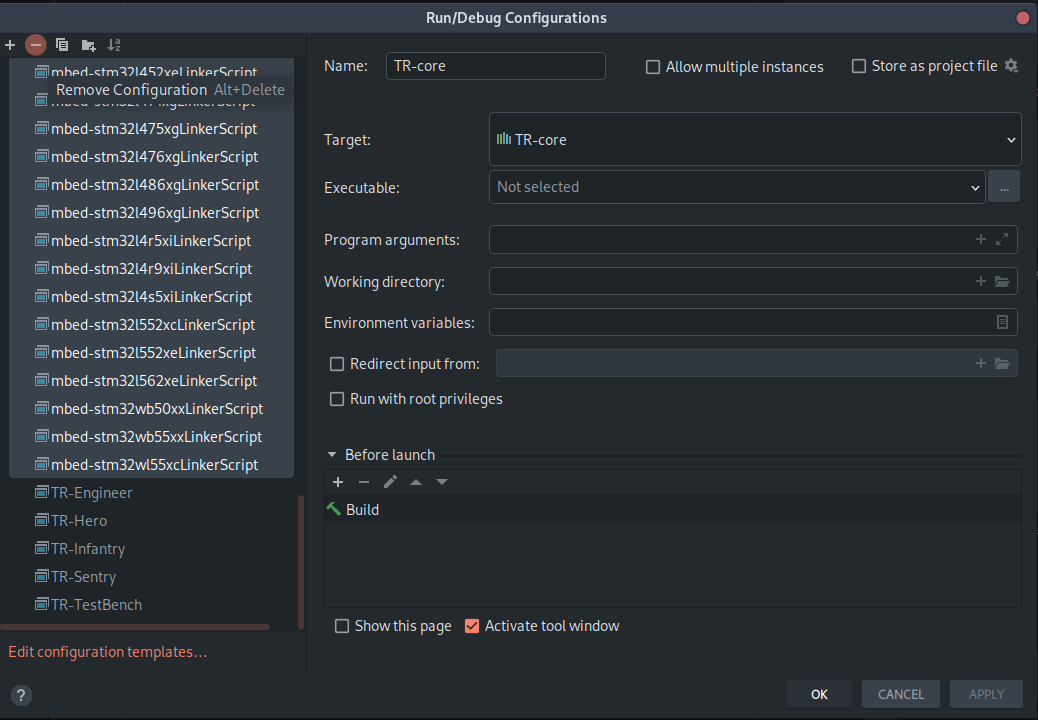 Run/Debug Configurations
mbed-stm32l452xeLinkerScript
Remove Configuration Alt+Delete
mbed-stm32l475xgLinkerScript
mbed-stm32l476xgLinkerScript
mbed-stm32l486xgLinkerScript
mbed-stm32l496xgLinkerScript
mbed-stm32l4r5xiLinkerScript
mbed-stm32l4r9xiLinkerScript
mbed-stm32l4s5xiLinkerScript
mbed-stm32l552xcLinkerScript
mbed-stm32l552xeLinkerScript
mbed-stm32l562xeLinkerScript
mbed-stm32wb50xxLinkerScript
mbed-stm32wb55xxLinkerScript
mbed-stm32wl55xcLinkerScript
TR-Engineer
TR-Hero
TR-Infantry
TR-Sentry
TR-TestBench
Edit configuration templates...
?
Name: TR-core
Allow multiple instances
Store as project file
Target: TR-core
Executable: Not selected
...
Program arguments:
Working directory:
Environment variables:
Redirect input from:
Run with root privileges
Before launch
Build
Show this page
Activate tool window
OK
CANCEL
APPLY